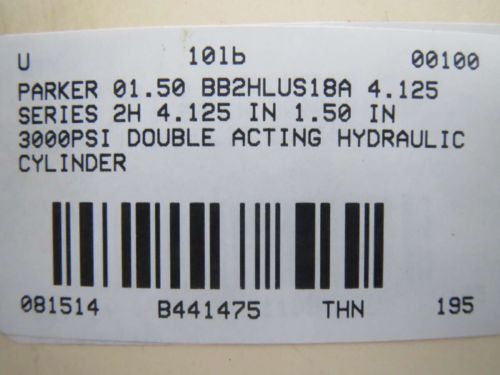 U 10lb 00100
PARKER 01.50 BB2HLUS18A 4.125
SERIES 2H 4.125 IN 1.50 IN
3000PSI DOUBLE ACTING HYDRAULIC
CYLINDER
081514 B441475 THN 195